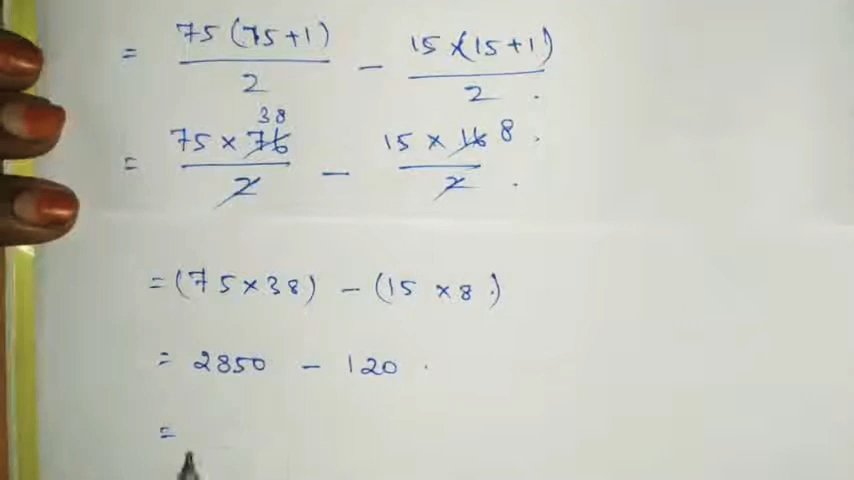 = 75(75+1)/2 - 15×(15+1)/2 .
= 75×76 38/2 - 15×16 8/2 .
= (75×38) - (15×8)
= 2850 - 120 .
=